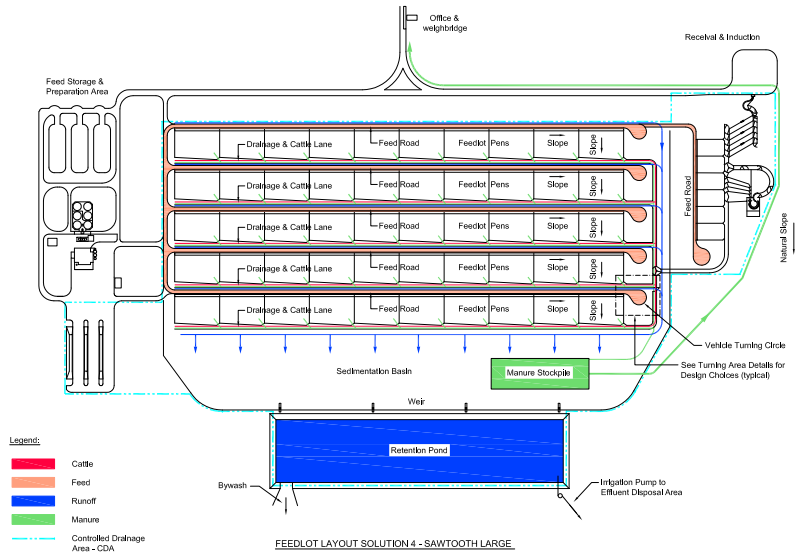 Office &
weighbridge
Receival & Induction
Feed Storage &
Preparation Area
Drainage & Cattle Lane
Feed Road
Feedlot Pens
Slope
Slope
Drainage & Cattle Lane
Feed Road
Feedlot Pens
Slope
Slope
Drainage & Cattle Lane
Feed Road
Feedlot Pens
Slope
Slope
Drainage & Cattle Lane
Feed Road
Feedlot Pens
Slope
Slope
Drainage & Cattle Lane
Feed Road
Feedlot Pens
Slope
Slope
Feed Road
Natural Slope
Vehicle Turning Circle
See Turning Area Details for
Design Choices (typical)
Sedimentation Basin
Manure Stockpile
Weir
Retention Pond
Bywash
Irrigation Pump to
Effluent Disposal Area
Legend:
Cattle
Feed
Runoff
Manure
Controlled Drainage
Area - CDA
FEEDLOT LAYOUT SOLUTION 4 - SAWTOOTH LARGE